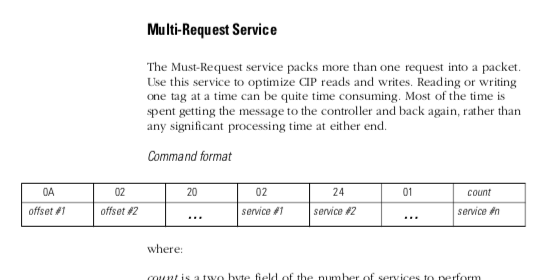 Multi-Request Service
The Must-Request service packs more than one request into a packet.
Use this service to optimize CIP reads and writes. Reading or writing
one tag at a time can be quite time consuming. Most of the time is
spent getting the message to the controller and back again, rather than
any significant processing time at either end.
Command format
0A 02 20 02 24 01 count
offset #1 offset #2 ... service #1 service #2 ... service #n
where:
count is a two byte field of the number of services to perform